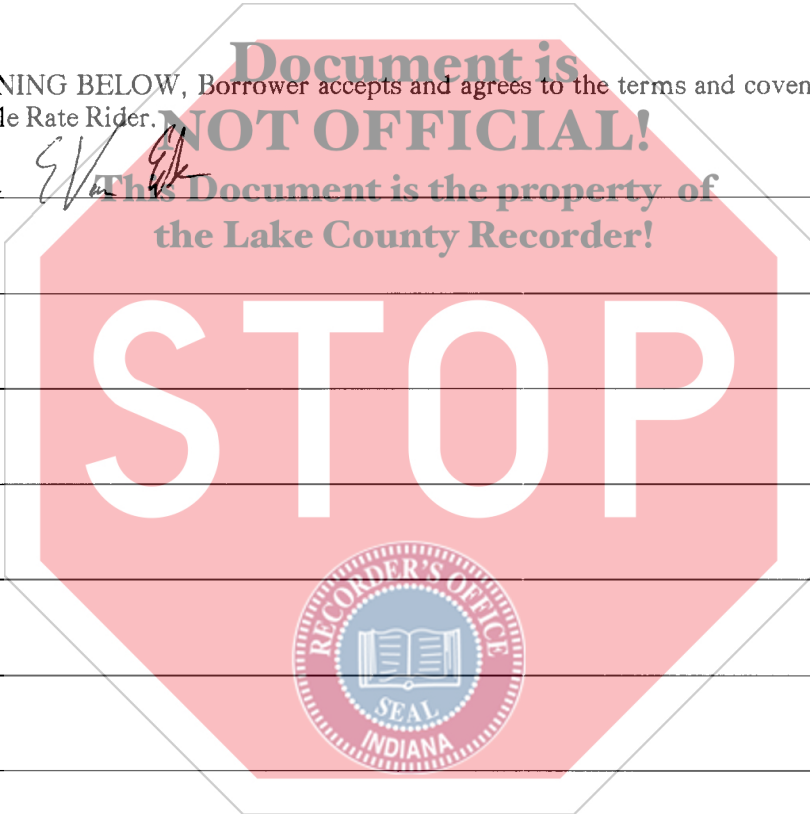 Document is
NING BELOW, Borrower accepts and agrees to the terms and coven
le Rate Rider.
NOT OFFICIAL!
This Document is the property of
the Lake County Recorder!
STOP
RECORDER'S OFFICE
SEAL
INDIANA